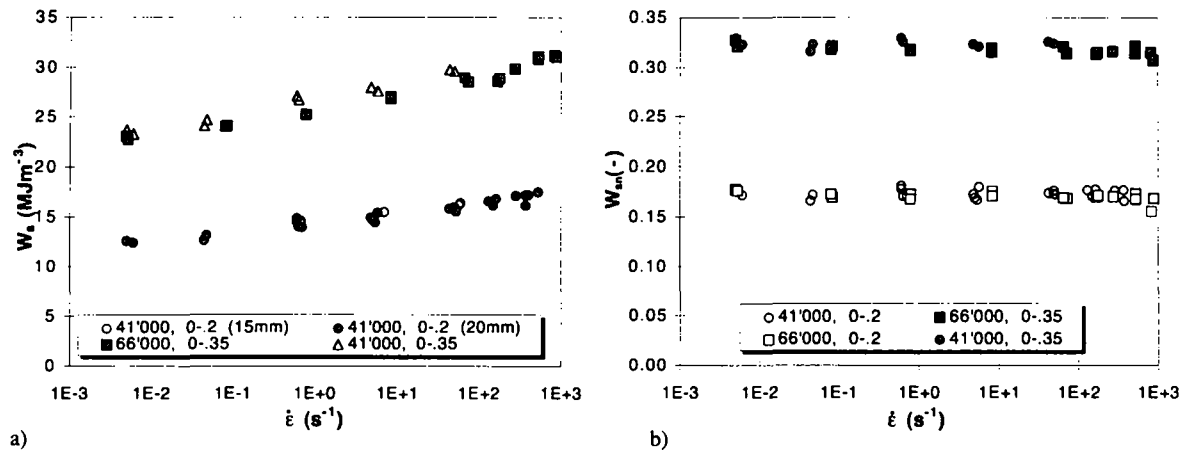 35
30
25
20
15
10
5
0
Wₛ (MJm⁻³)
○ 41'000, 0-.2 (15mm) ● 41'000, 0-.2 (20mm)
■ 66'000, 0-.35 △ 41'000, 0-.35
1E-3 1E-2 1E-1 1E+0 1E+1 1E+2 1E+3
ε̇ (s⁻¹)
a)
0.35
0.30
0.25
0.20
0.15
0.10
0.05
0.00
Wₛₙ(-)
○ 41'000, 0-.2 ■ 66'000, 0-.35
□ 66'000, 0-.2 ● 41'000, 0-.35
1E-3 1E-2 1E-1 1E+0 1E+1 1E+2 1E+3
ε̇ (s⁻¹)
b)